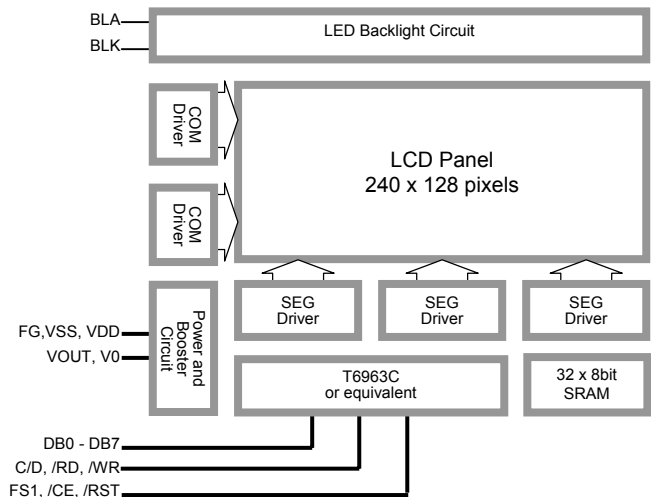 BLA
BLK
LED Backlight Circuit
COM
Driver
LCD Panel
240 x 128 pixels
COM
Driver
Power and
Booster
Circuit
SEG
Driver
SEG
Driver
SEG
Driver
FG,VSS, VDD
VOUT, V0
T6963C
or equivalent
32 x 8bit
SRAM
DB0 - DB7
C/D, /RD, /WR
FS1, /CE, /RST